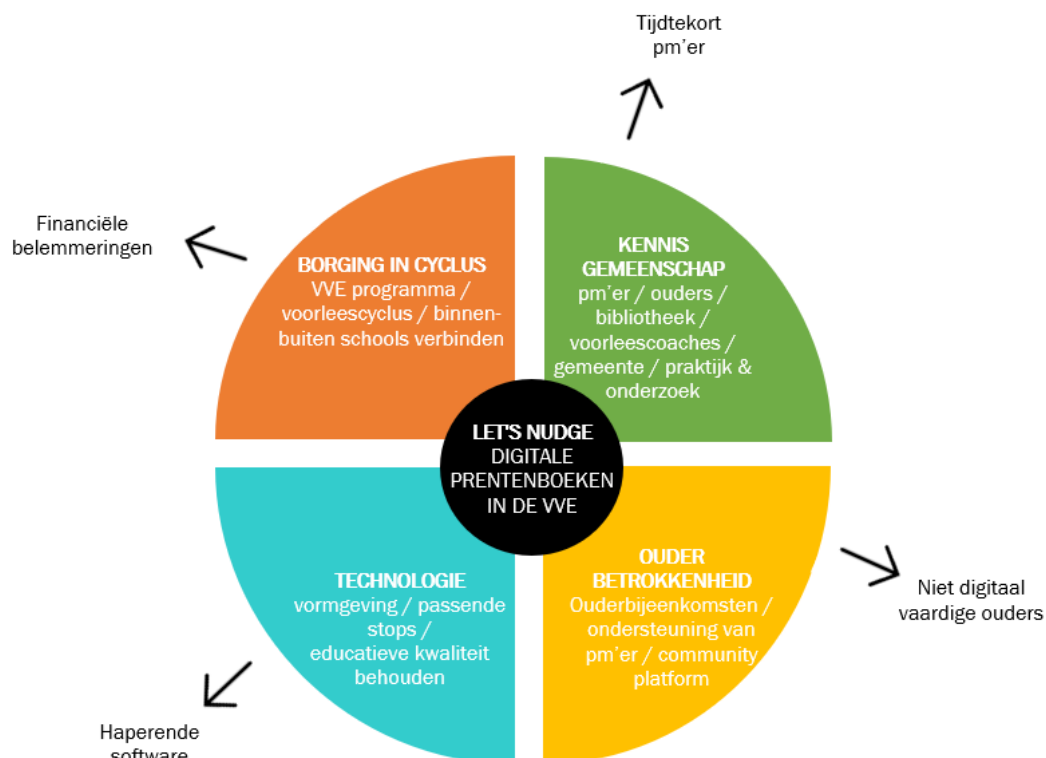 Tijdtekort
pm'er
Financiële
belemmeringen
BORGING IN CYCLUS
VVE programma /
voorleescyclus / binnen-
buiten schools verbinden
KENNIS
GEMEENSCHAP
pm'er / ouders /
bibliotheek /
voorleescoaches /
gemeente / praktijk &
onderzoek
LET'S NUDGE
DIGITALE
PRENTENBOEKEN
IN DE VVE
TECHNOLOGIE
vormgeving / passende
stops /
educatieve kwaliteit
behouden
OUDER
BETROKKENHEID
Ouderbijeenkomsten /
ondersteuning van
pm'er / community
platform
Niet digitaal
vaardige ouders
Haperende
software